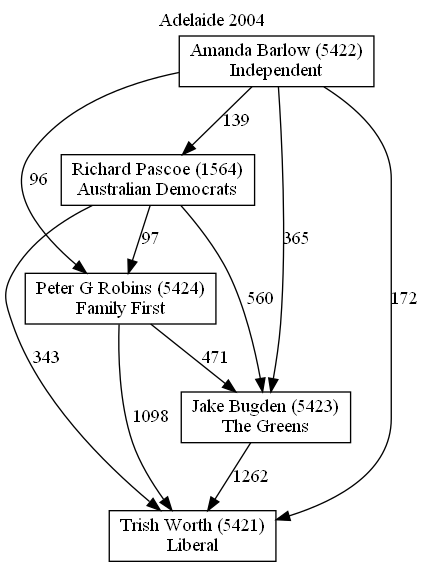 Adelaide 2004
Amanda Barlow (5422)
Independent
139
Richard Pascoe (1564)
Australian Democrats
96
97
365
172
Peter G Robins (5424)
Family First
560
343
471
Jake Bugden (5423)
The Greens
1098
1262
Trish Worth (5421)
Liberal